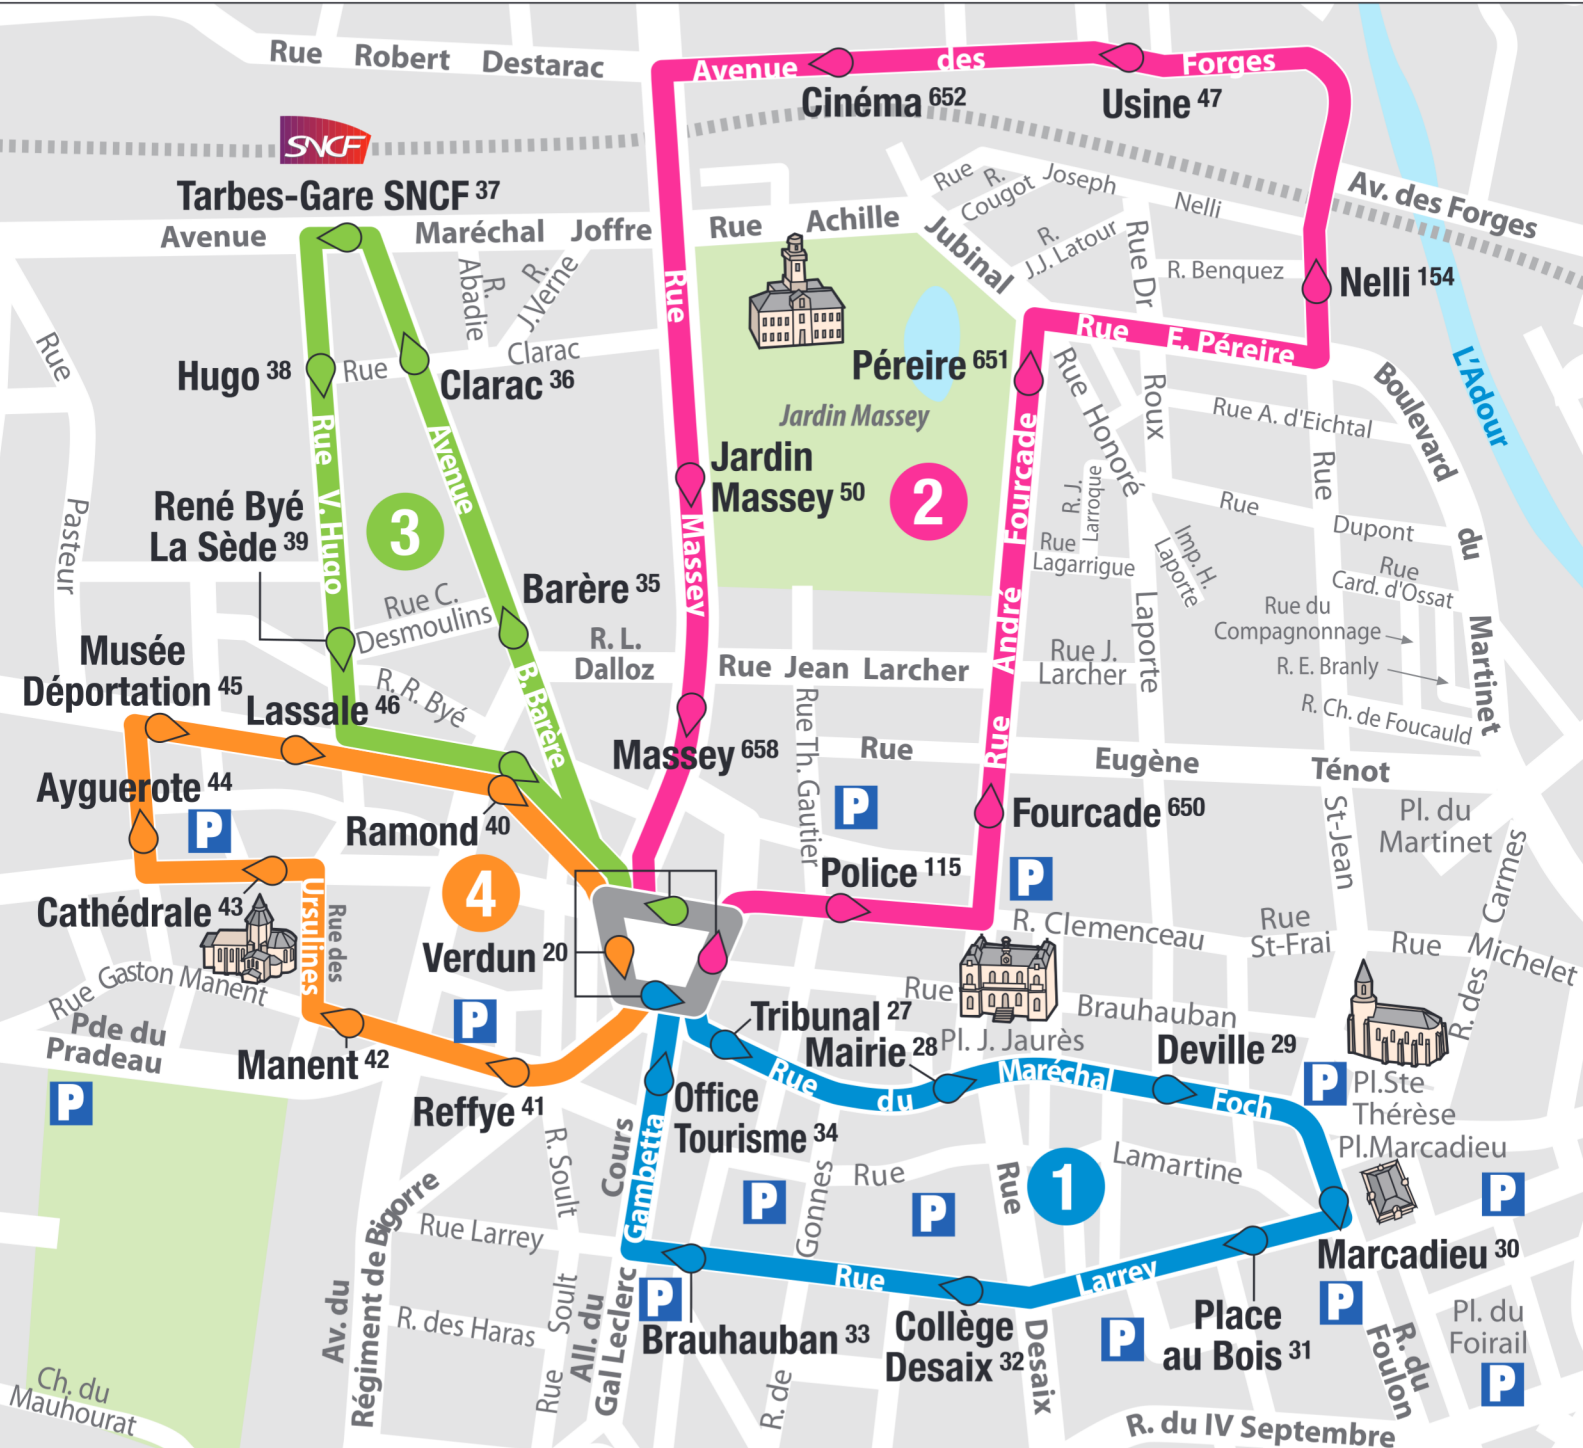 Rue Robert Destarac
Avenue des Forges
Cinéma 652
Usine 47
SNCF
Tarbes-Gare SNCF 37
Avenue Maréchal Joffre
Rue Achille Jubinal
Rue
R.
Cougot
Joseph
Nelli
Av. des Forges
R.
J.J. Latour
Rue Dr
Roux
R. Benquez
Nelli 154
L'Adour
R.
Abadie
R.
J.Verne
Rue
Pasteur
Hugo 38
Rue Clarac
Clarac 36
Rue Massey
Péreire 651
Jardin Massey
Rue E. Péreire
Rue Honoré
Laporte
Rue A. d'Eichtal
Boulevard
du
Martinet
Jardin
Massey 50
2
Rue V. Hugo
Avenue
B. Barère
René Byé
La Sède 39
3
Rue André Fourcade
R. J.
Larroque
Rue
Lagarrigue
Imp. H.
Laporte
Rue
St-Jean
Rue Dupont
Rue
Card. d'Ossat
Rue du
Compagnonnage
R. E. Branly
R. Ch. de Foucauld
Rue C.
Desmoulins
Barère 35
R. L.
Dalloz
Rue Jean Larcher
Rue J.
Larcher
Musée
Déportation 45
Lassale 46
R. R. Byé
Massey 658
Rue Th. Gautier
Rue Eugène Ténot
Ayguerote 44
P
Ramond 40
P
Fourcade 650
Pl. du
Martinet
Police 115
P
4
Cathédrale 43
Rue des
Ursulines
Verdun 20
R. Clemenceau
Rue
St-Frai
Rue Michelet
R. des Carmes
Rue Gaston Manent
Pde du
Pradeau
P
P
Manent 42
Reffye 41
Rue Brauhauban
Pl. J. Jaurès
Tribunal 27
Mairie 28
Deville 29
Rue du Maréchal Foch
P
Pl.Ste
Thérèse
Pl.Marcadieu
Office
Tourisme 34
Cours
Gambetta
R. Soult
Rue Lamartine
1
P
P
P
Rue
Desaix
R. de
Gonnes
Av. du
Régiment de Bigorre
Rue Larrey
R. des Haras
Rue Soult
All. du
Gal Leclerc
P
Rue Larrey
Brauhauban 33
Collège
Desaix 32
Place
au Bois 31
Marcadieu 30
P
P
Pl. du
Foirail
P
R. du
Foulon
Ch. du
Mauhourat
R. du IV Septembre